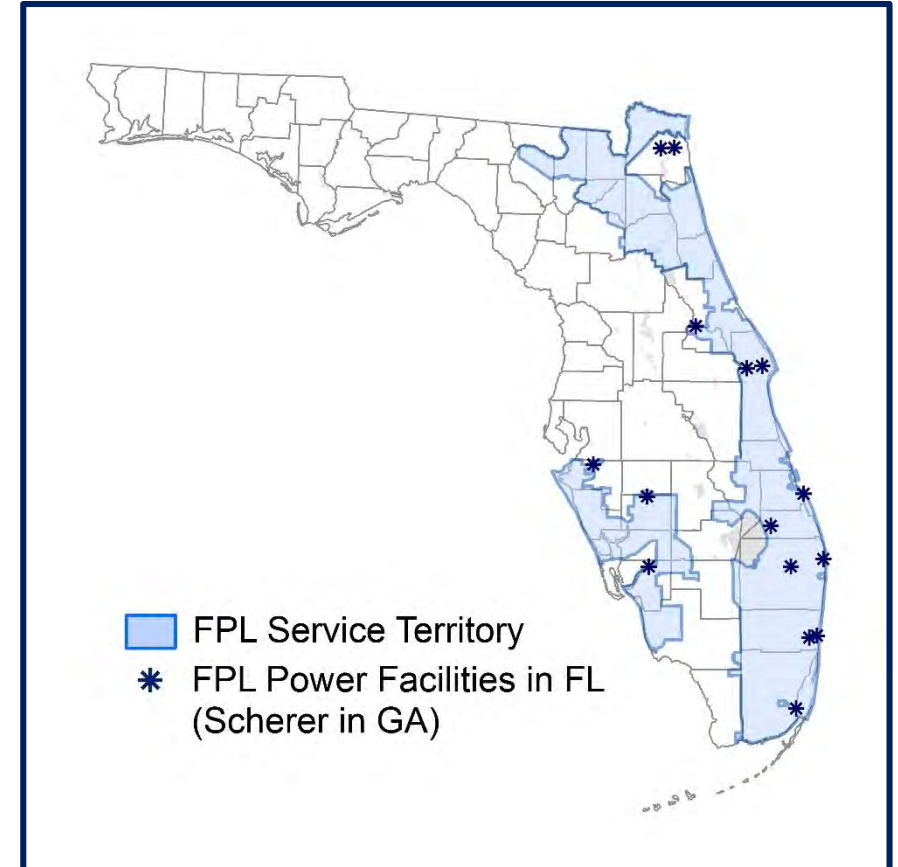 FPL Service Territory
FPL Power Facilities in FL
(Scherer in GA)